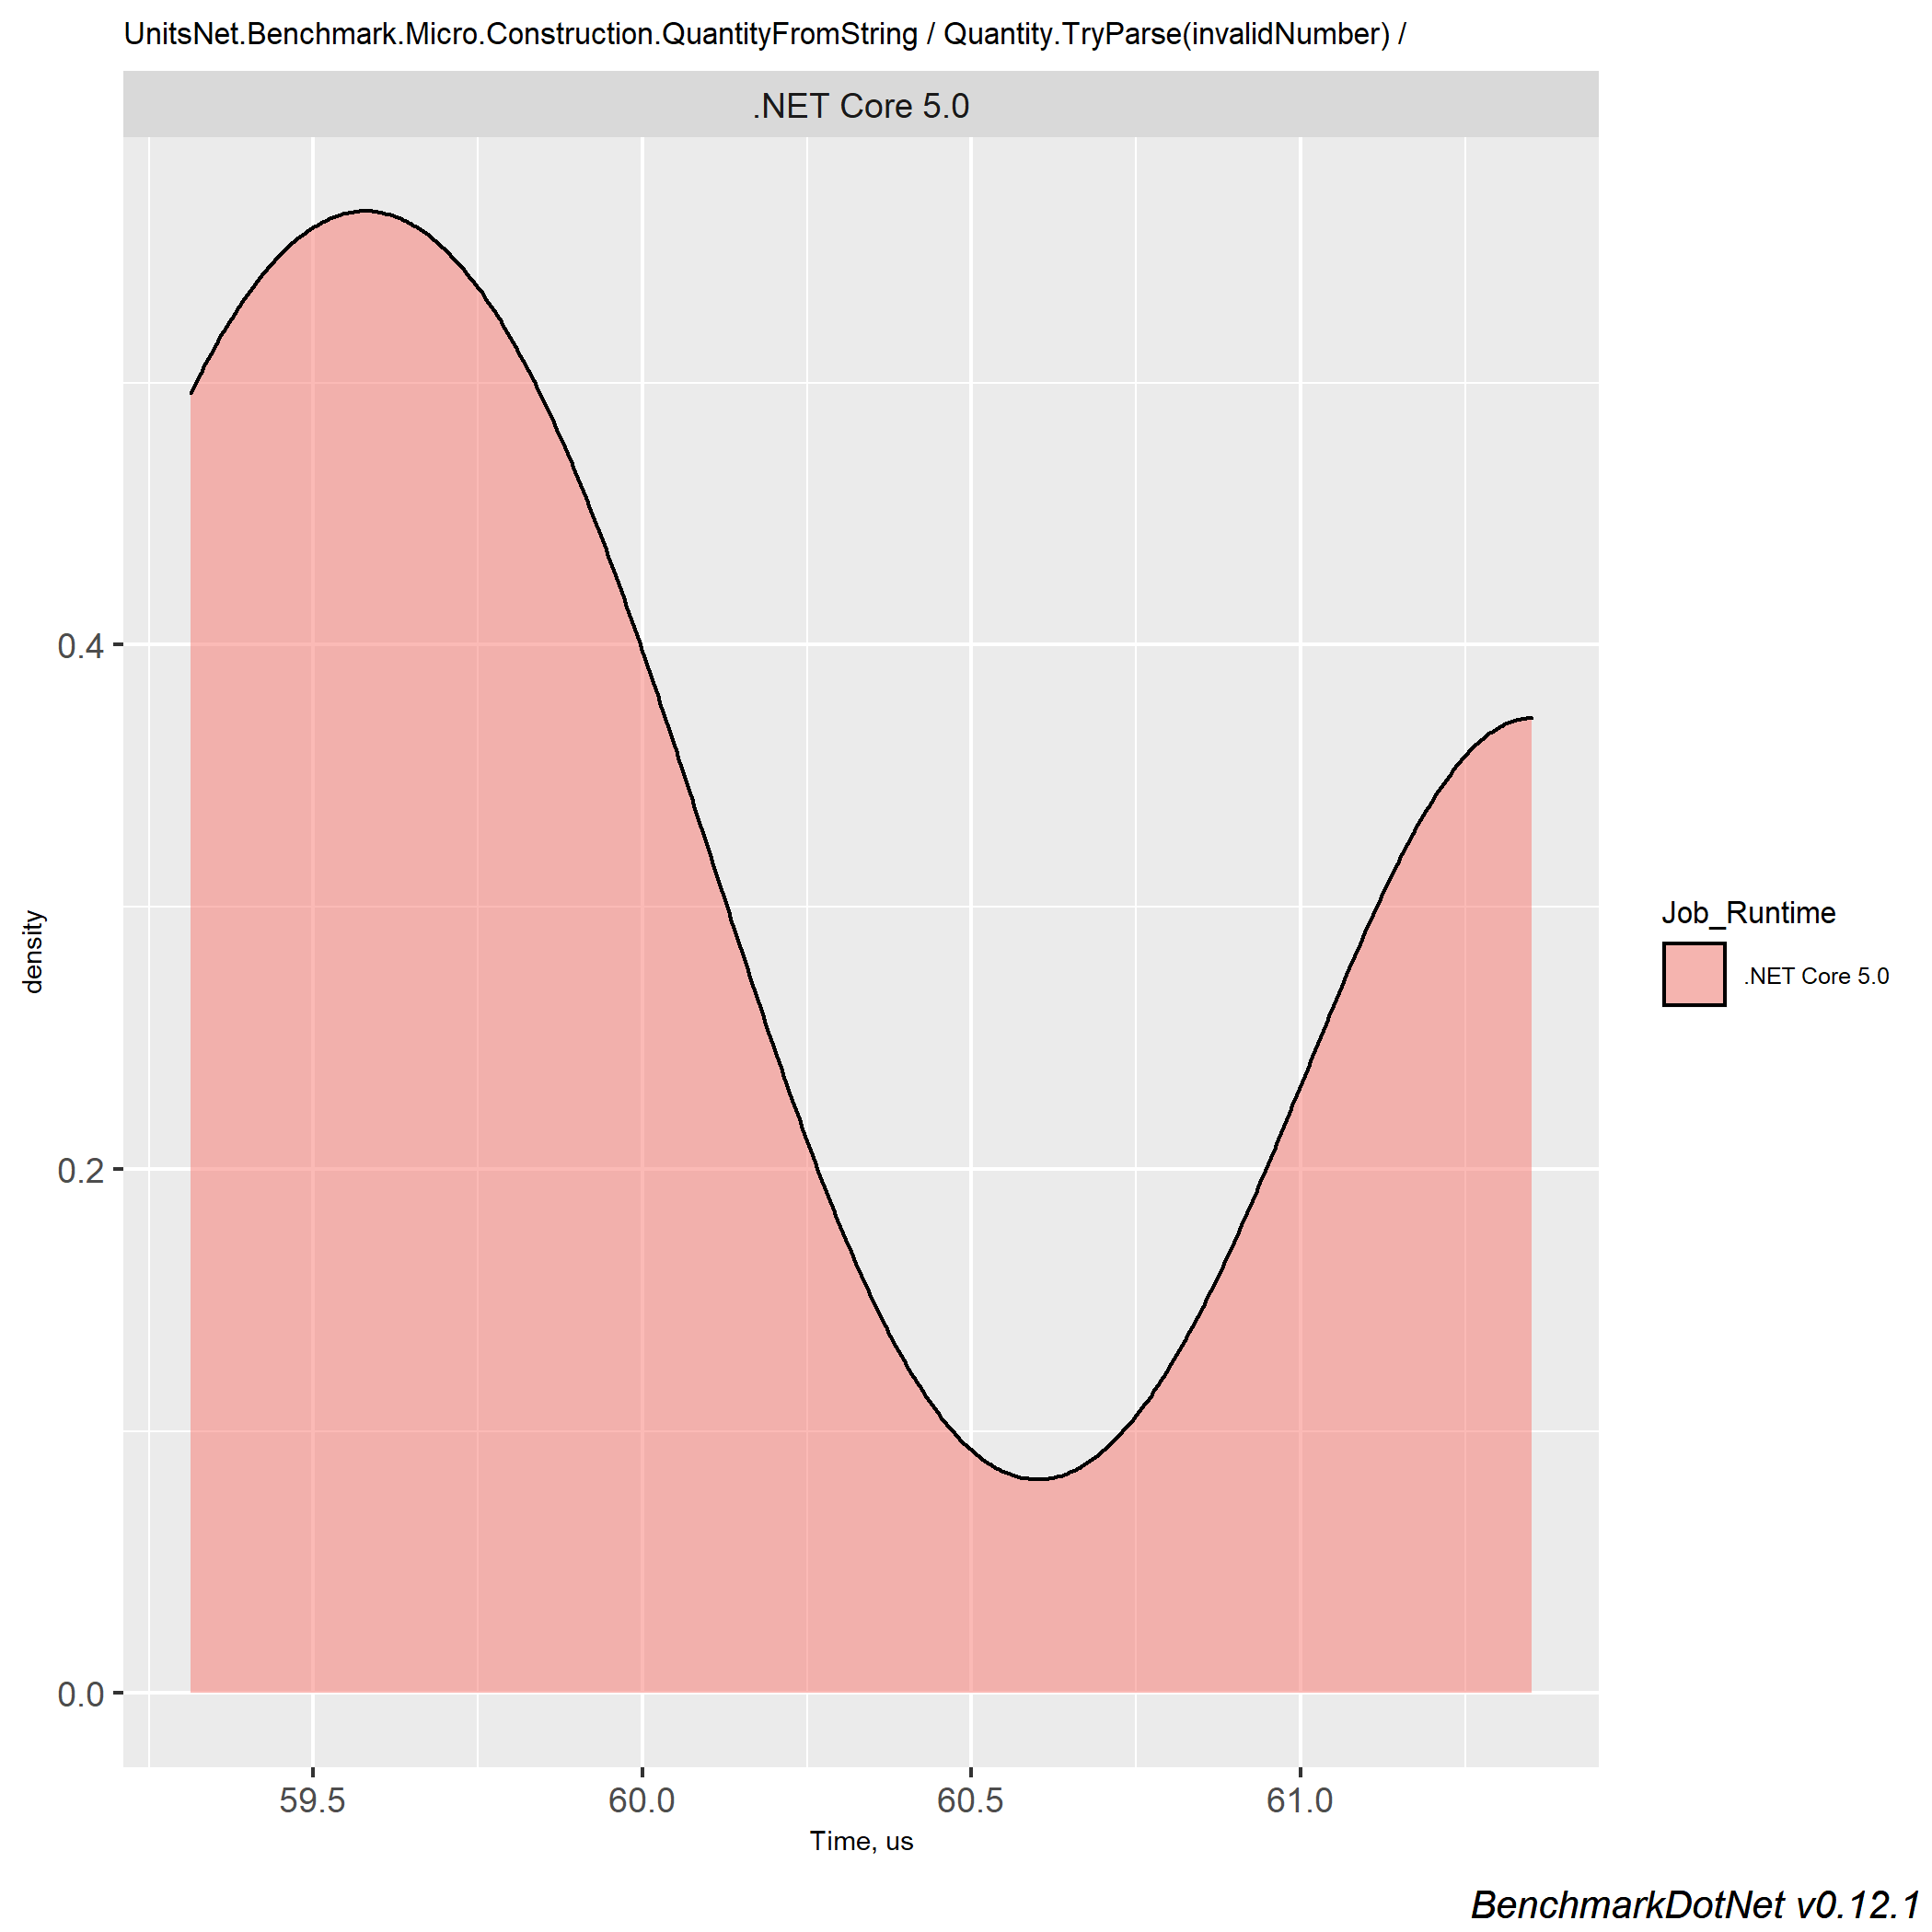 UnitsNet.Benchmark.Micro.Construction.QuantityFromString / Quantity.TryParse(invalidNumber) /
.NET Core 5.0
0.4
0.2
0.0
density
59.5 60.0 60.5 61.0
Time, us
Job_Runtime
.NET Core 5.0
BenchmarkDotNet v0.12.1